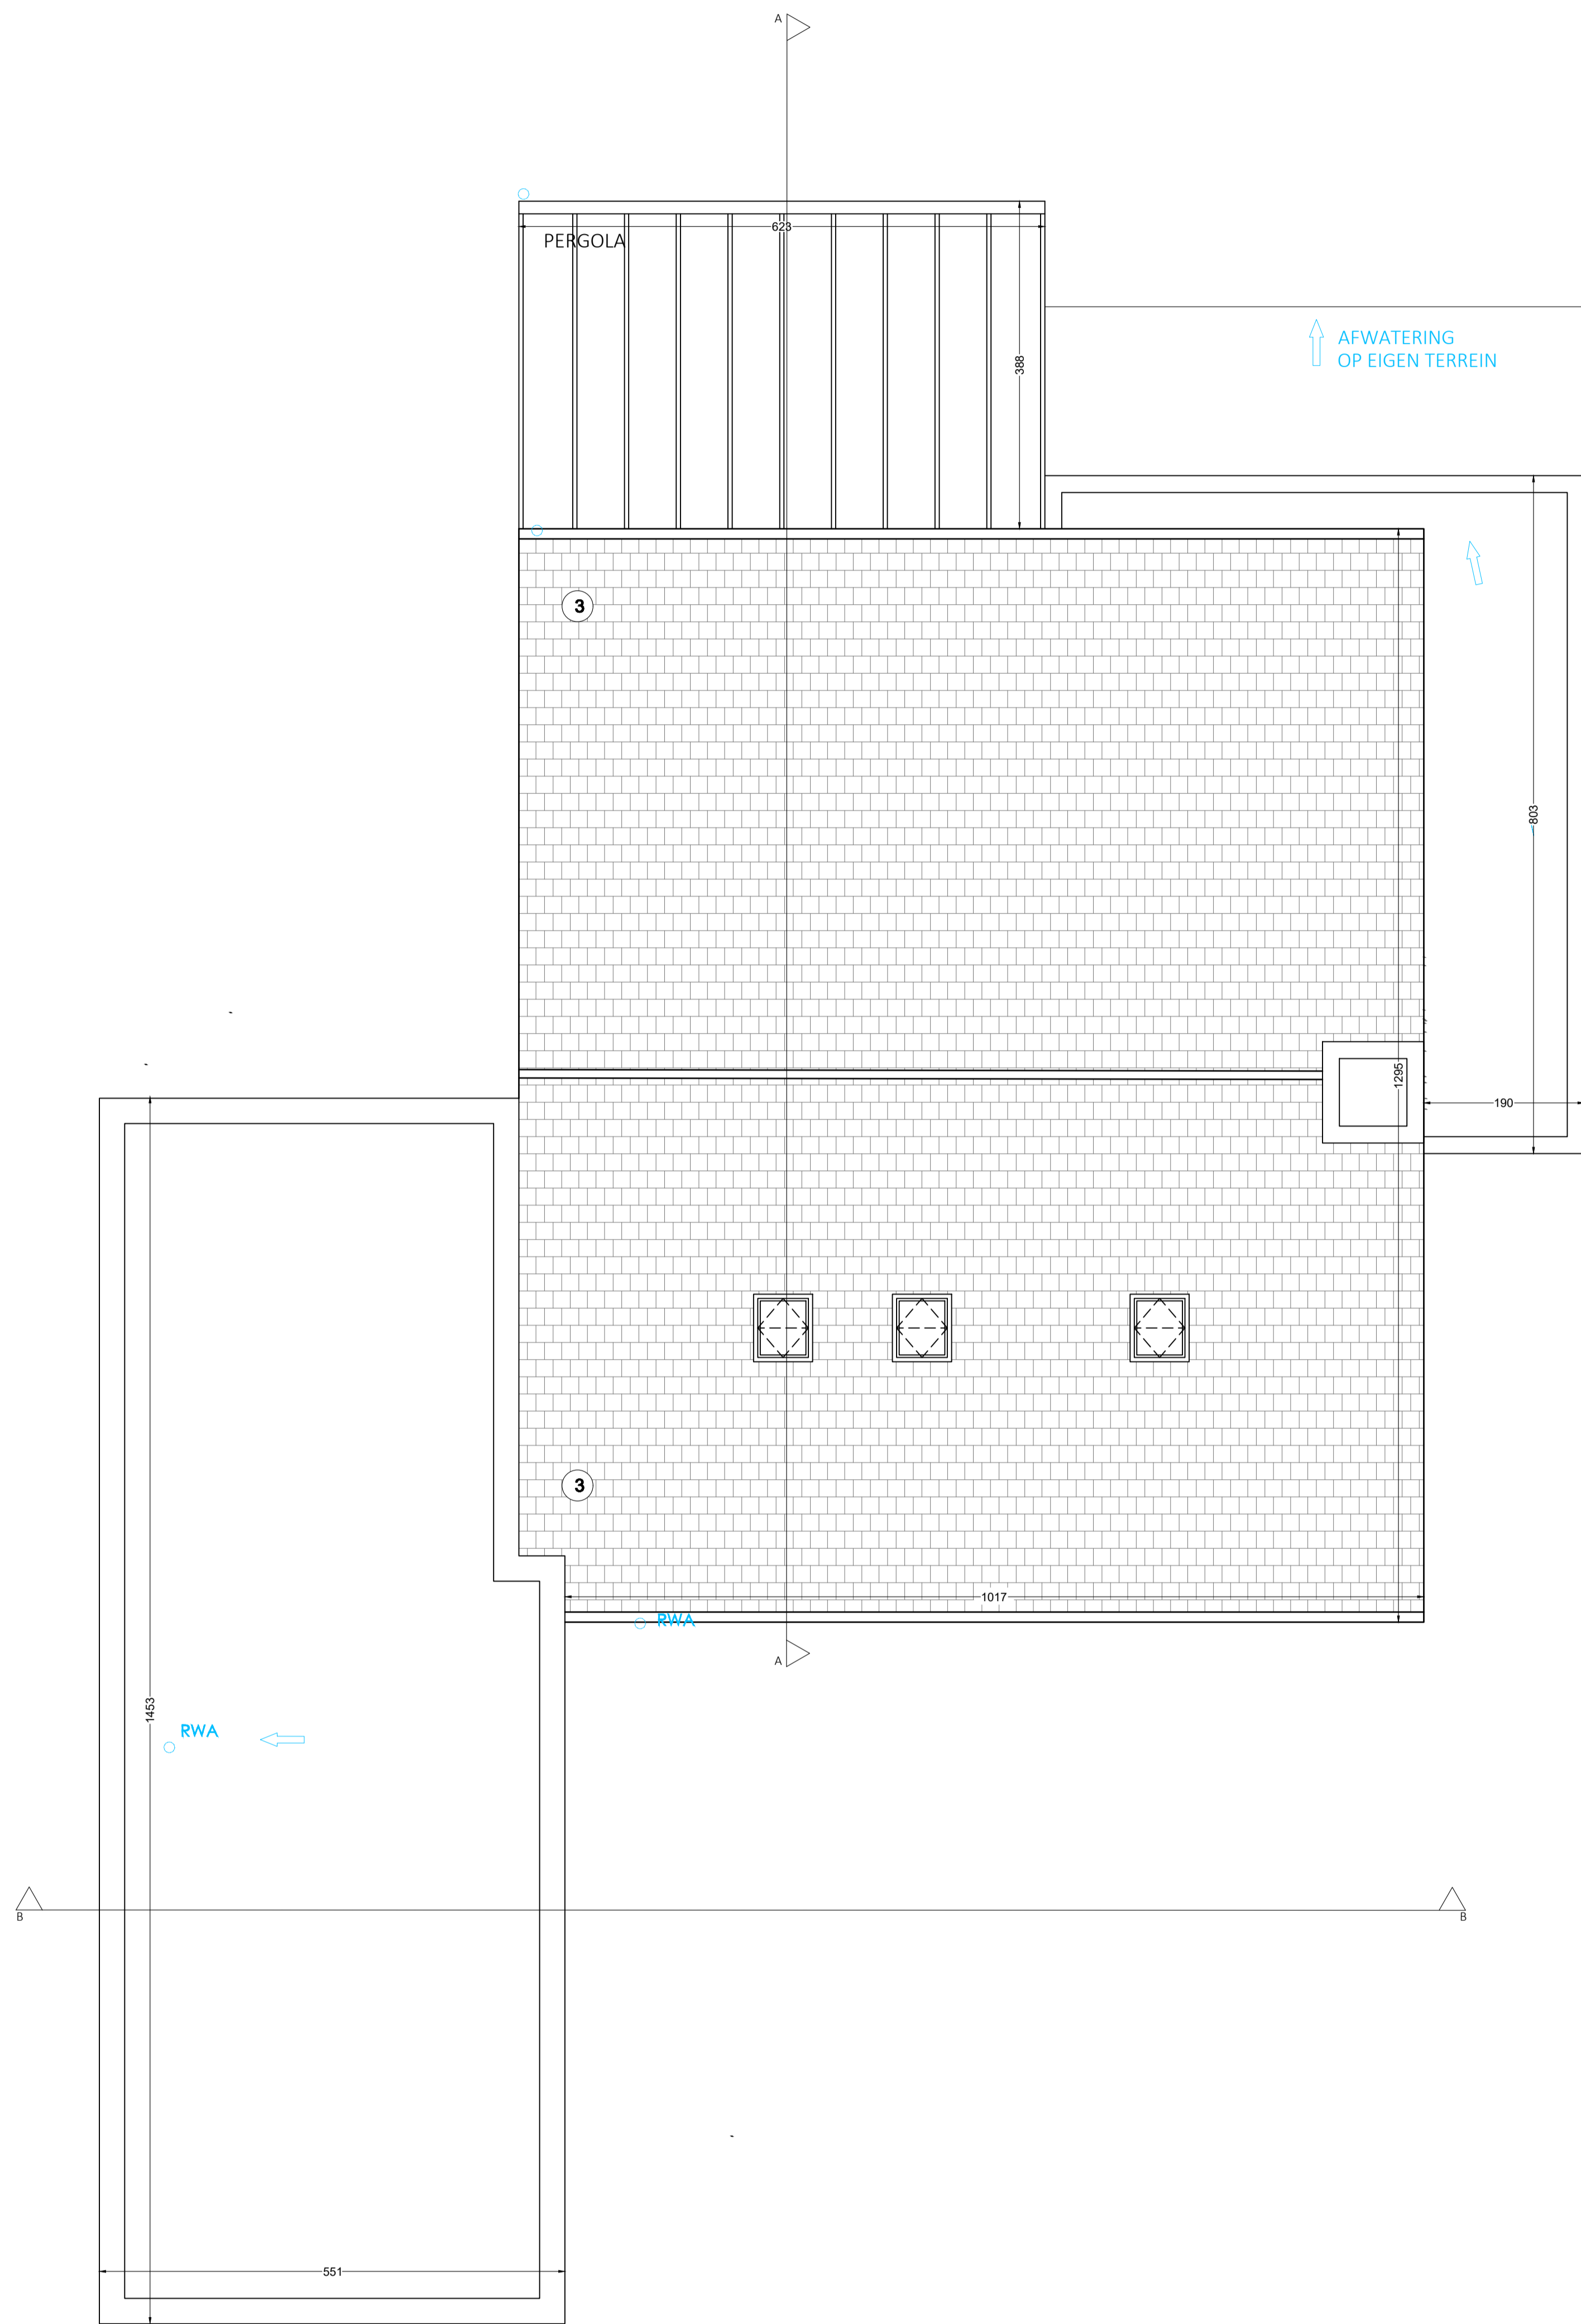 A
623
PERGOLA
AFWATERING
OP EIGEN TERREIN
388
3
803
1295
190
3
1017
RWA
A
1453
RWA
B
B
551